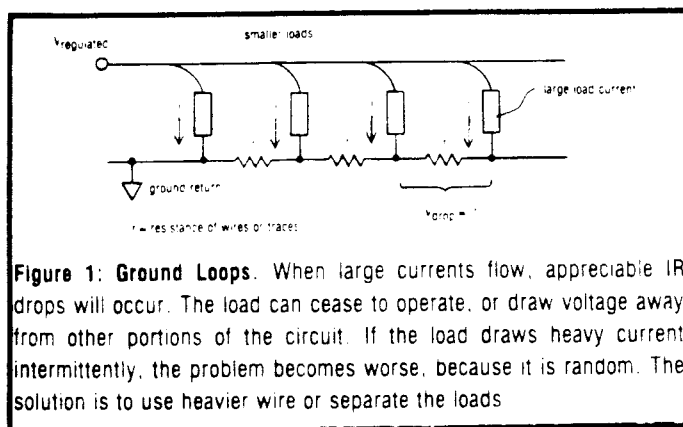 Vregulated
smaller loads
large load current
ground return
r = resistance of wires or traces
Vdrop =
Figure 1: Ground Loops. When large currents flow, appreciable IR
drops will occur. The load can cease to operate, or draw voltage away
from other portions of the circuit. If the load draws heavy current
intermittently, the problem becomes worse, because it is random. The
solution is to use heavier wire or separate the loads